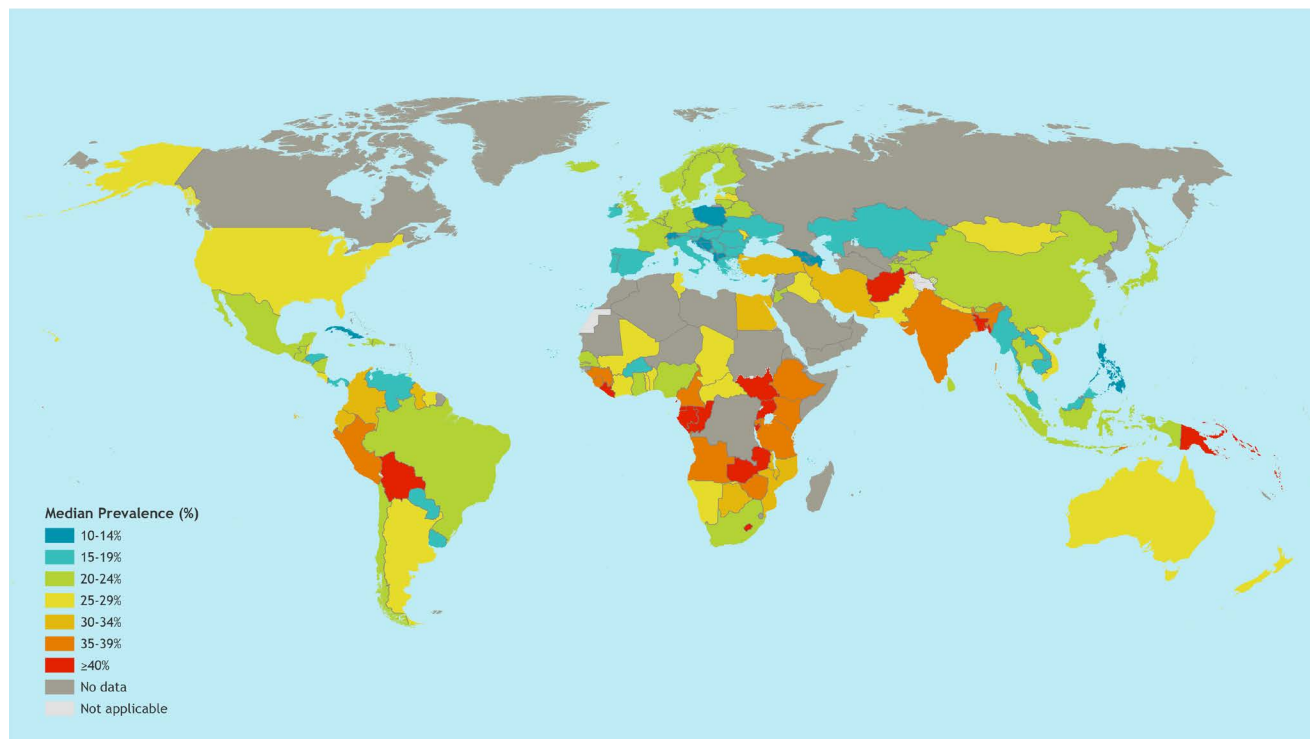 Median Prevalence (%)
10-14%
15-19%
20-24%
25-29%
30-34%
35-39%
≥40%
No data
Not applicable